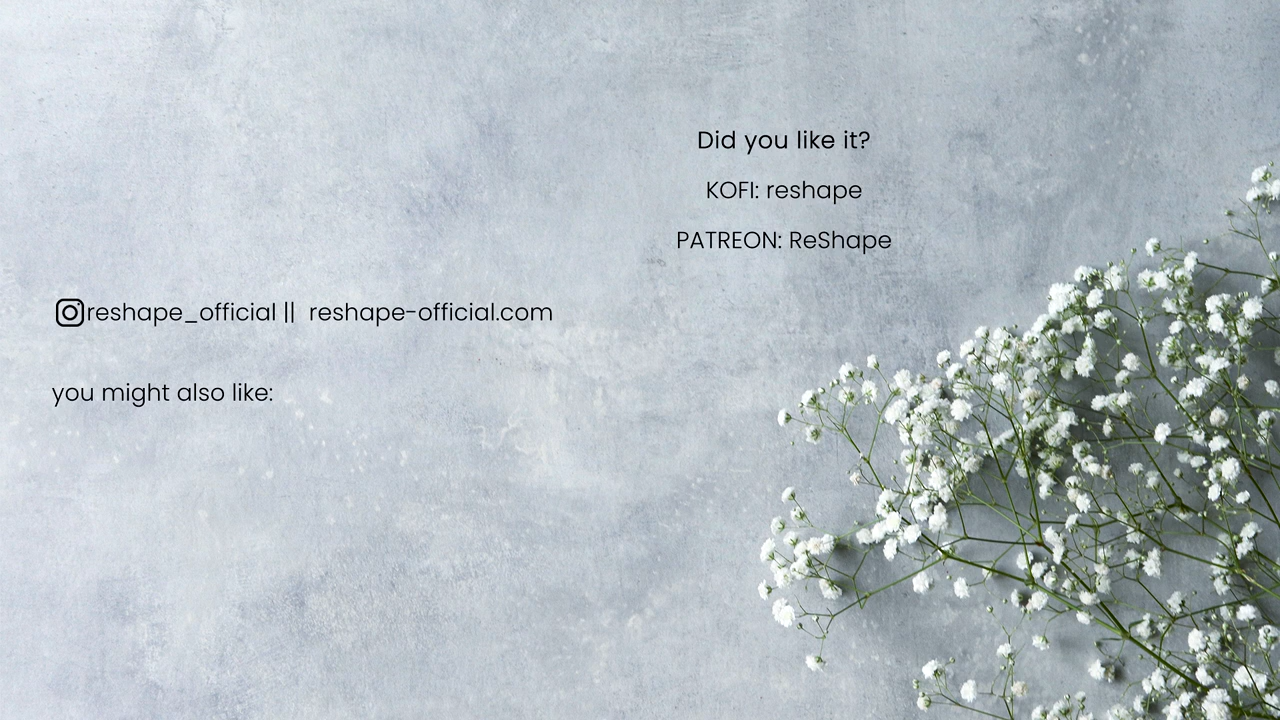 Did you like it?
KOFI: reshape
PATREON: ReShape
reshape_official || reshape-official.com
you might also like: